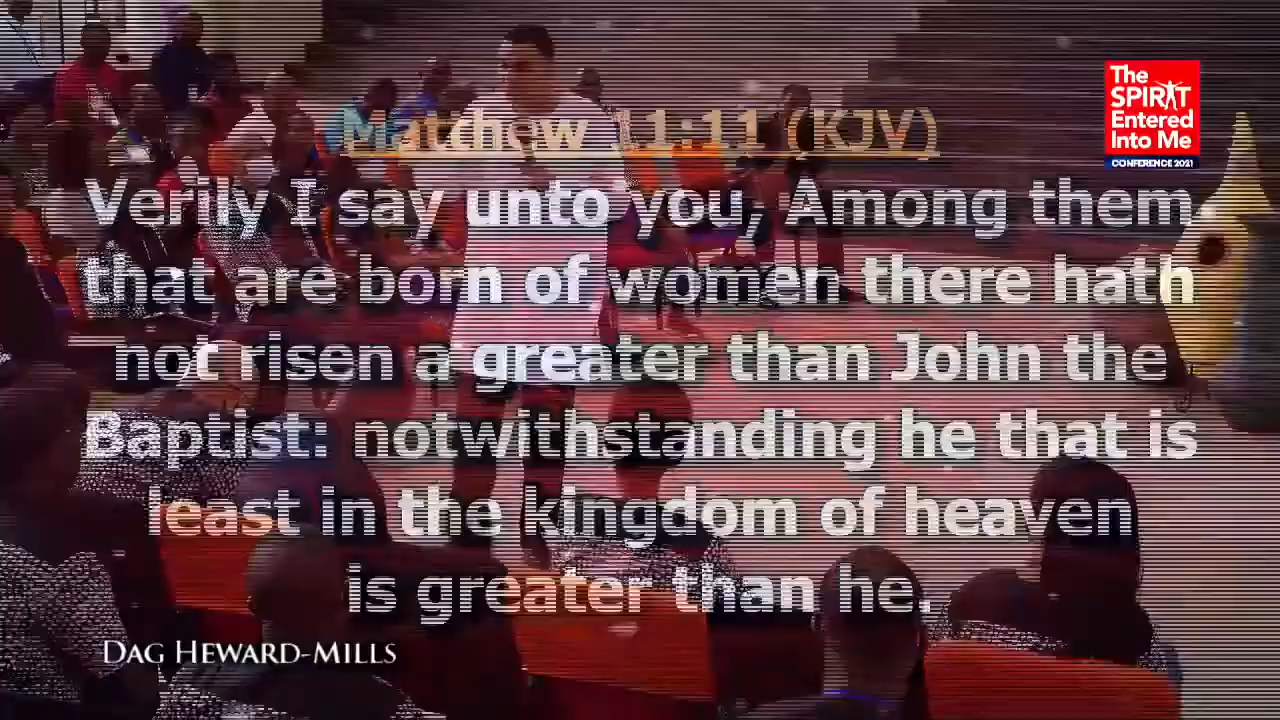 The
SPIRIT
Entered
Into Me
CONFERENCE 2021
Matthew 11:11 (KJV)
Verily I say unto you, Among them
that are born of women there hath
not risen a greater than John the
Baptist: notwithstanding he that is
least in the kingdom of heaven
is greater than he.
DAG HEWARD-MILLS